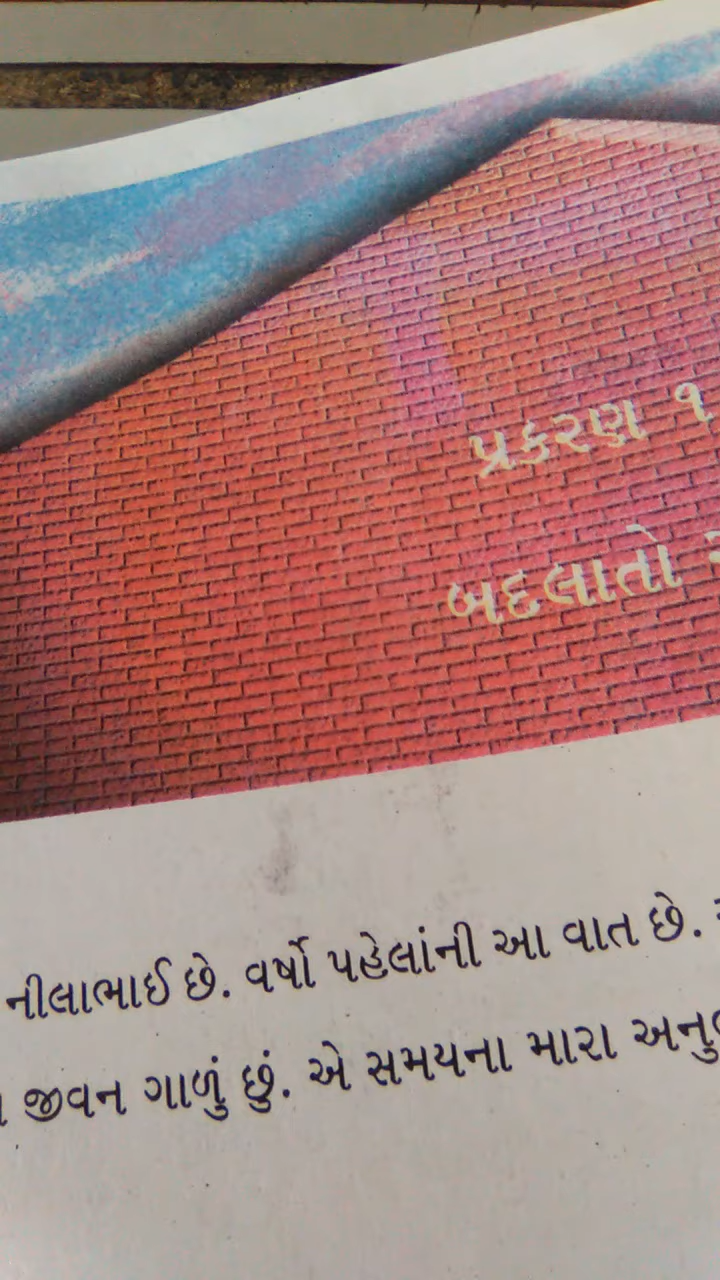 પ્રકરણ ૧
બદલાતો
નીલાભાઈ છે. વર્ષો પહેલાંની આ વાત છે.
જીવન ગાળું છું. એ સમયના મારા